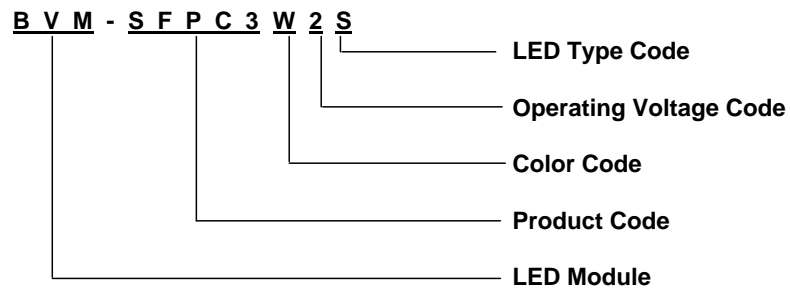 B V M - S F P C 3 W 2 S
LED Type Code
Operating Voltage Code
Color Code
Product Code
LED Module